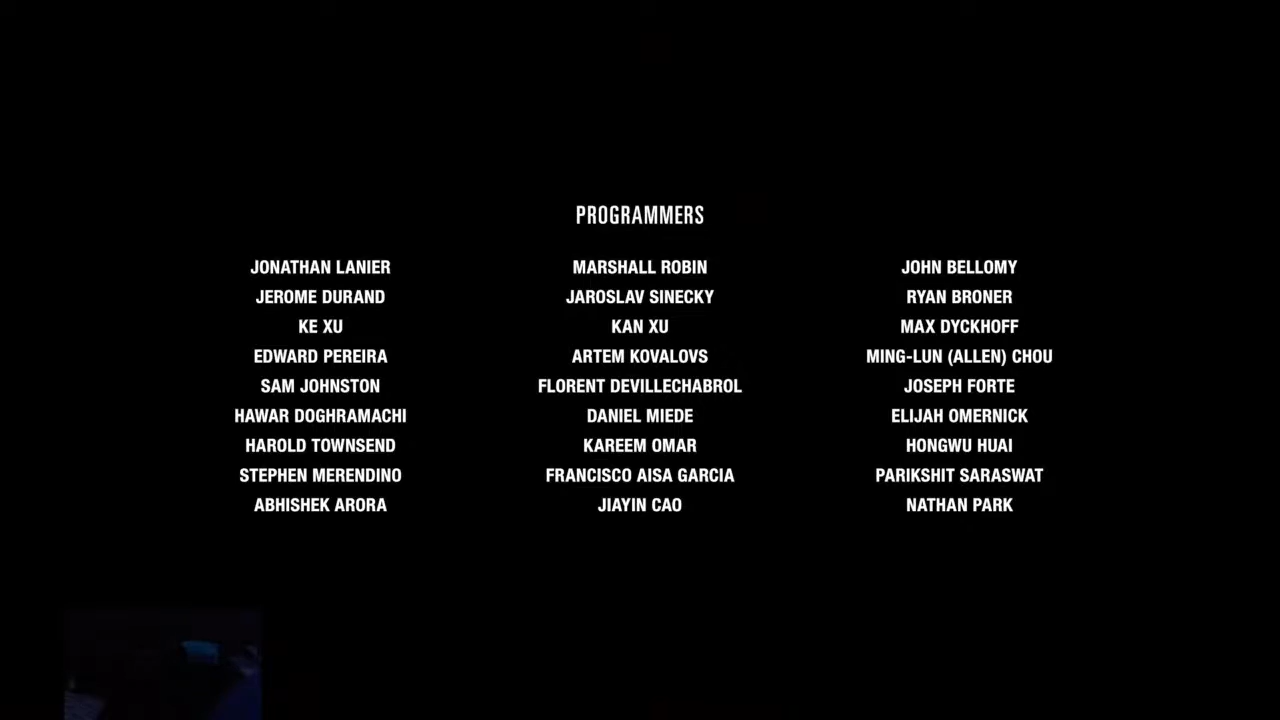 PROGRAMMERS
JONATHAN LANIER MARSHALL ROBIN JOHN BELLOMY
JEROME DURAND JAROSLAV SINECKY RYAN BRONER
KE XU KAN XU MAX DYCKHOFF
EDWARD PEREIRA ARTEM KOVALOVS MING-LUN (ALLEN) CHOU
SAM JOHNSTON FLORENT DEVILLECHABROL JOSEPH FORTE
HAWAR DOGHRAMACHI DANIEL MIEDE ELIJAH OMERNICK
HAROLD TOWNSEND KAREEM OMAR HONGWU HUAI
STEPHEN MERENDINO FRANCISCO AISA GARCIA PARIKSHIT SARASWAT
ABHISHEK ARORA JIAYIN CAO NATHAN PARK